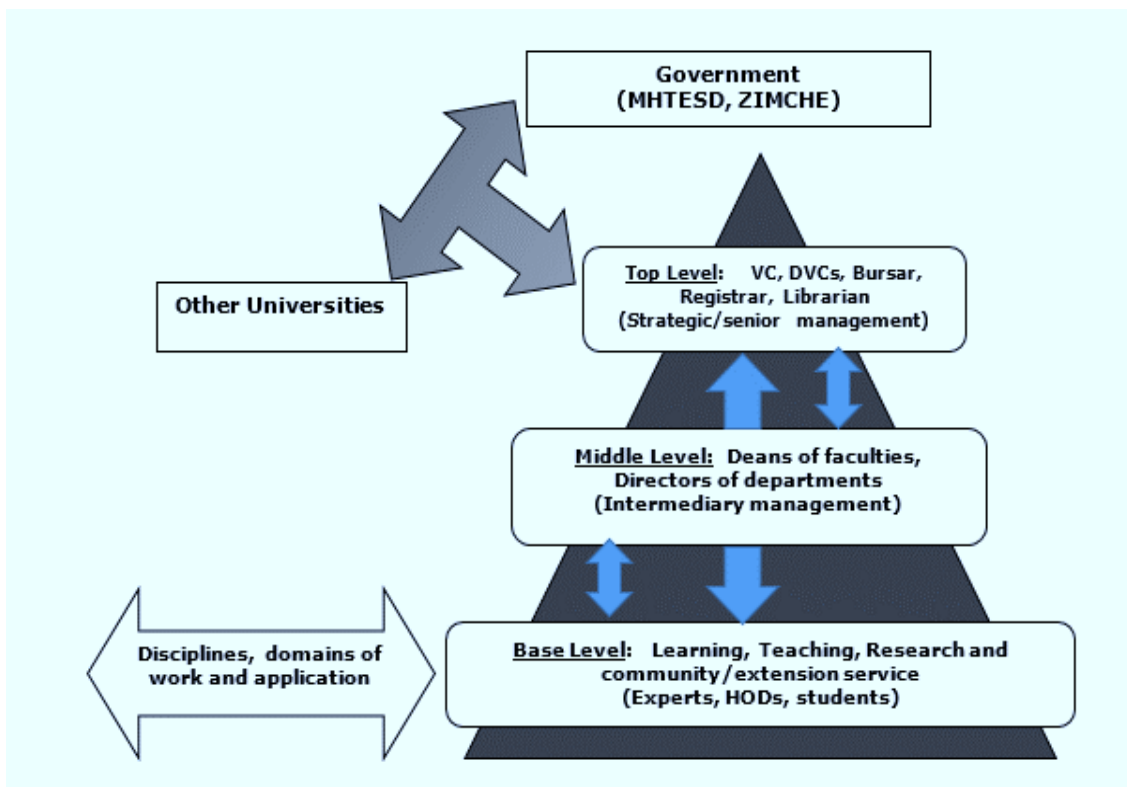 Government
(MHTESD, ZIMCHE)
Top Level: VC, DVCs, Bursar,
Registrar, Librarian
(Strategic/senior management)
Other Universities
Middle Level: Deans of faculties,
Directors of departments
(Intermediary management)
Base Level: Learning, Teaching, Research and
community/extension service
(Experts, HODs, students)
Disciplines, domains of
work and application